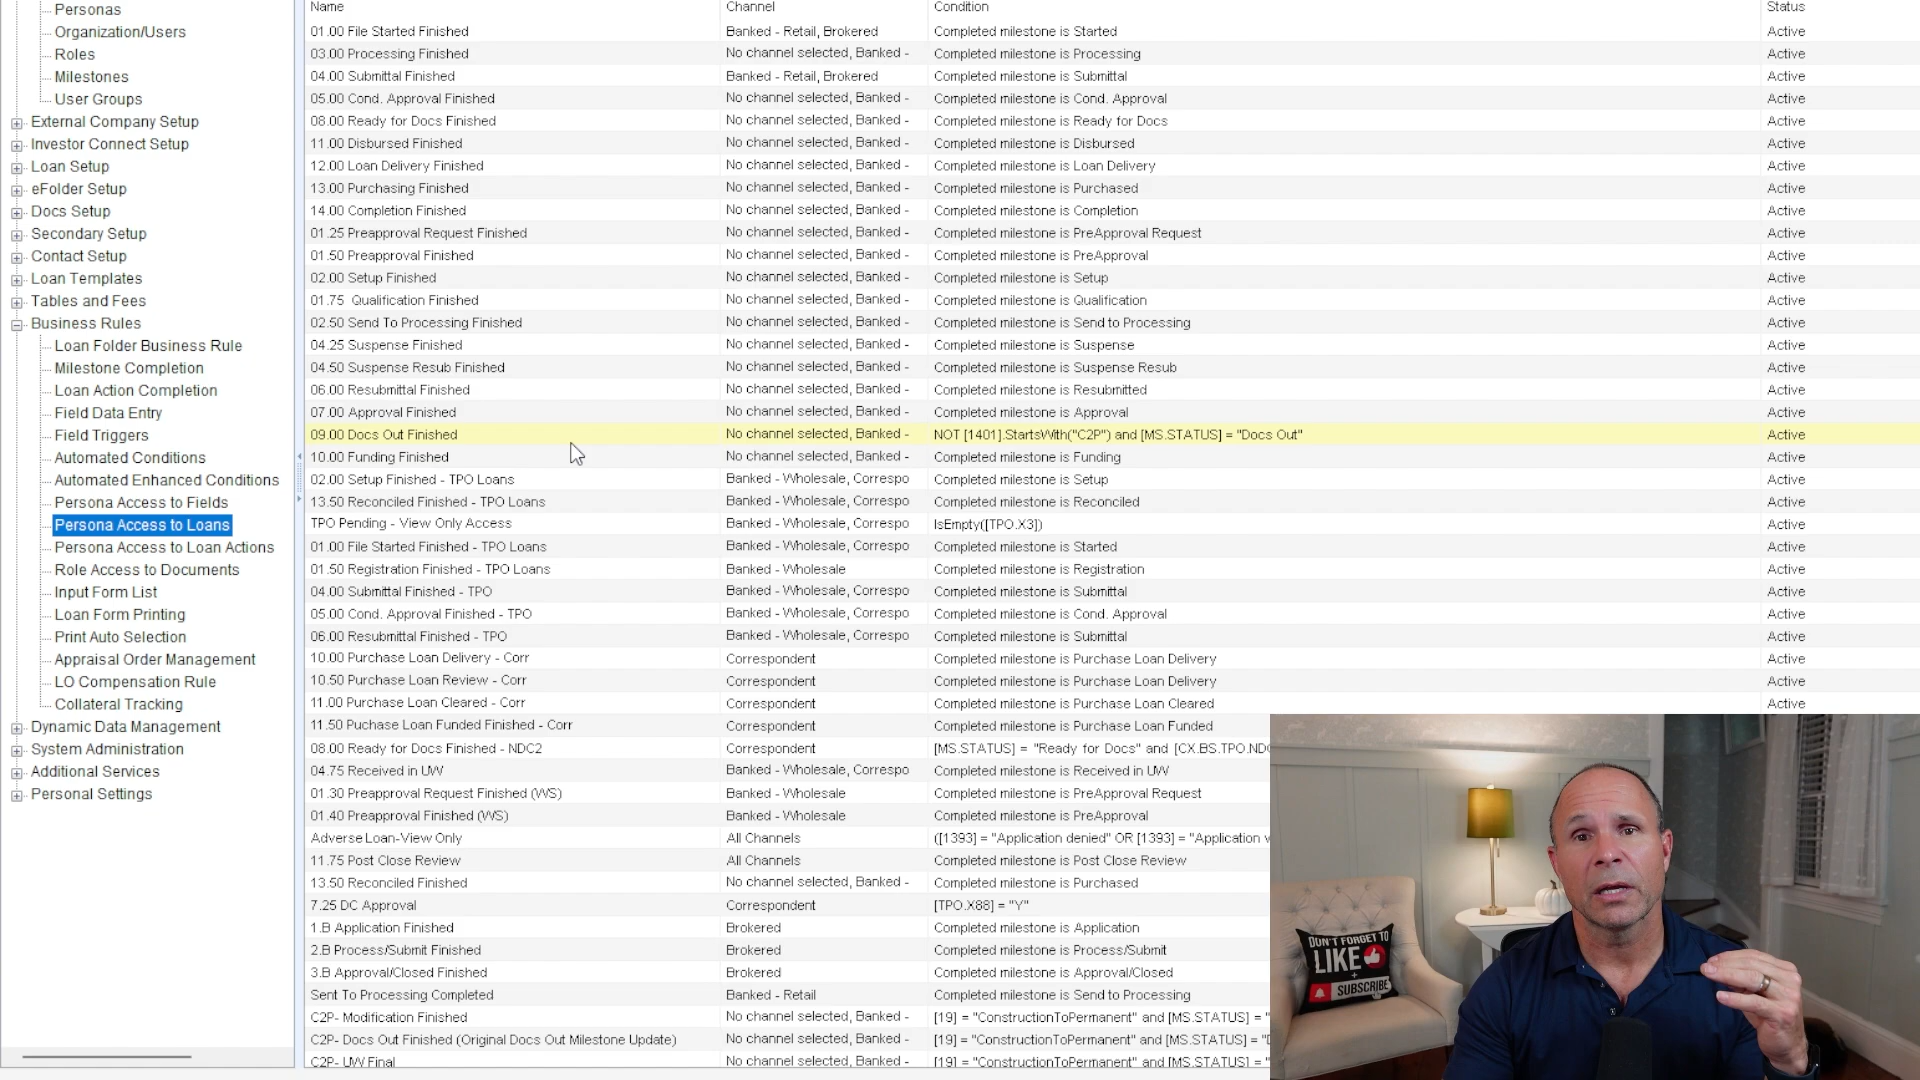 Personas
Organization/Users
Roles
Milestones
User Groups
External Company Setup
Investor Connect Setup
Loan Setup
eFolder Setup
Docs Setup
Secondary Setup
Contact Setup
Loan Templates
Tables and Fees
Business Rules
Loan Folder Business Rule
Milestone Completion
Loan Action Completion
Field Data Entry
Field Triggers
Automated Conditions
Automated Enhanced Conditions
Persona Access to Fields
Persona Access to Loans
Persona Access to Loan Actions
Role Access to Documents
Input Form List
Loan Form Printing
Print Auto Selection
Appraisal Order Management
LO Compensation Rule
Collateral Tracking
Dynamic Data Management
System Administration
Additional Services
Personal Settings
Name Channel Condition Status
01.00 File Started Finished Banked - Retail, Brokered Completed milestone is Started Active
03.00 Processing Finished No channel selected, Banked - Completed milestone is Processing Active
04.00 Submittal Finished Banked - Retail, Brokered Completed milestone is Submittal Active
05.00 Cond. Approval Finished No channel selected, Banked - Completed milestone is Cond. Approval Active
08.00 Ready for Docs Finished No channel selected, Banked - Completed milestone is Ready for Docs Active
11.00 Disbursed Finished No channel selected, Banked - Completed milestone is Disbursed Active
12.00 Loan Delivery Finished No channel selected, Banked - Completed milestone is Loan Delivery Active
13.00 Purchasing Finished No channel selected, Banked - Completed milestone is Purchased Active
14.00 Completion Finished No channel selected, Banked - Completed milestone is Completion Active
01.25 Preapproval Request Finished No channel selected, Banked - Completed milestone is PreApproval Request Active
01.50 Preapproval Finished No channel selected, Banked - Completed milestone is PreApproval Active
02.00 Setup Finished No channel selected, Banked - Completed milestone is Setup Active
01.75 Qualification Finished No channel selected, Banked - Completed milestone is Qualification Active
02.50 Send To Processing Finished No channel selected, Banked - Completed milestone is Send to Processing Active
04.25 Suspense Finished No channel selected, Banked - Completed milestone is Suspense Active
04.50 Suspense Resub Finished No channel selected, Banked - Completed milestone is Suspense Resub Active
06.00 Resubmittal Finished No channel selected, Banked - Completed milestone is Resubmitted Active
07.00 Approval Finished No channel selected, Banked - Completed milestone is Approval Active
09.00 Docs Out Finished No channel selected, Banked - NOT [1401].StartsWith("C2P") and [MS.STATUS] = "Docs Out" Active
10.00 Funding Finished No channel selected, Banked - Completed milestone is Funding Active
02.00 Setup Finished - TPO Loans Banked - Wholesale, Correspo Completed milestone is Setup Active
13.50 Reconciled Finished - TPO Loans Banked - Wholesale, Correspo Completed milestone is Reconciled Active
TPO Pending - View Only Access Banked - Wholesale, Correspo IsEmpty([TPO.X3]) Active
01.00 File Started Finished - TPO Loans Banked - Wholesale, Correspo Completed milestone is Started Active
01.50 Registration Finished - TPO Loans Banked - Wholesale Completed milestone is Registration Active
04.00 Submittal Finished - TPO Banked - Wholesale, Correspo Completed milestone is Submittal Active
05.00 Cond. Approval Finished - TPO Banked - Wholesale, Correspo Completed milestone is Cond. Approval Active
06.00 Resubmittal Finished - TPO Banked - Wholesale, Correspo Completed milestone is Submittal Active
10.00 Purchase Loan Delivery - Corr Correspondent Completed milestone is Purchase Loan Delivery Active
10.50 Purchase Loan Review - Corr Correspondent Completed milestone is Purchase Loan Delivery Active
11.00 Purchase Loan Cleared - Corr Correspondent Completed milestone is Purchase Loan Cleared Active
11.50 Puchase Loan Funded Finished - Corr Correspondent Completed milestone is Purchase Loan Funded
08.00 Ready for Docs Finished - NDC2 Correspondent [MS.STATUS] = "Ready for Docs" and [CX.BS.TPO.NDC
04.75 Received in UW Banked - Wholesale, Correspo Completed milestone is Received in UW
01.30 Preapproval Request Finished (WS) Banked - Wholesale Completed milestone is PreApproval Request
01.40 Preapproval Finished (WS) Banked - Wholesale Completed milestone is PreApproval
Adverse Loan-View Only All Channels ([1393] = "Application denied" OR [1393] = "Application w
11.75 Post Close Review All Channels Completed milestone is Post Close Review
13.50 Reconciled Finished No channel selected, Banked - Completed milestone is Purchased
7.25 DC Approval Correspondent [TPO.X88] = "Y"
1.B Application Finished Brokered Completed milestone is Application
2.B Process/Submit Finished Brokered Completed milestone is Process/Submit
3.B Approval/Closed Finished Brokered Completed milestone is Approval/Closed
Sent To Processing Completed Banked - Retail Completed milestone is Send to Processing
C2P- Modification Finished No channel selected, Banked - [19] = "ConstructionToPermanent" and [MS.STATUS] = "
C2P- Docs Out Finished (Original Docs Out Milestone Update) No channel selected, Banked - [19] = "ConstructionToPermanent" and [MS.STATUS] = "D
C2P- UW Final No channel selected, Banked - [19] = "ConstructionToPermanent" and [MS.STATUS] = "
DON'T FORGET TO
LIKE
+
SUBSCRIBE